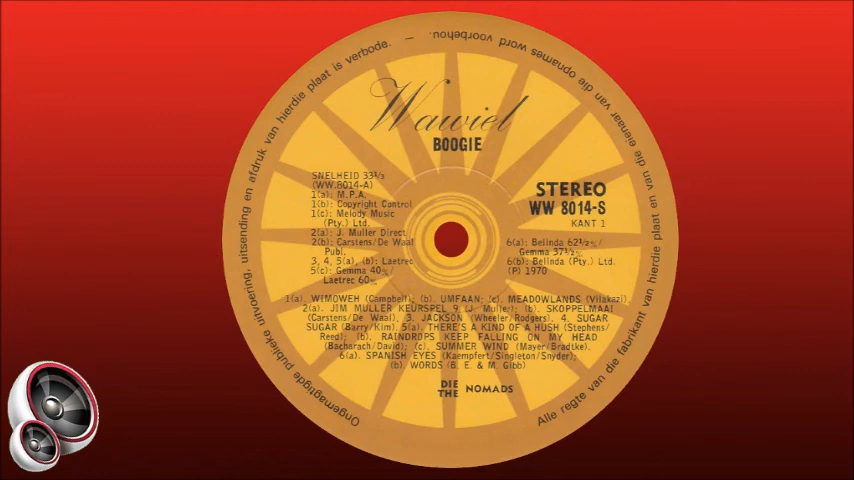 Ongemagtigde publieke uitvoering, uitsending en afdruk van hierdie plaat is verbode. — Alle regte van die fabrikant van hierdie plaat en van die eienaar van die opnames word voorbehou.
Wawiel
BOOGIE
SNELHEID 33⅓
(WW.8014-A)
1(a): M.P.A.
1(b): Copyright Control
1(c): Melody Music
(Pty.) Ltd.
2(a): J. Muller Direct
2(b): Carstens/De Waal
Publ.
3, 4, 5(a), (b): Laetrec
5(c): Gemma 40%/
Laetrec 60%
STEREO
WW 8014-S
KANT 1
6(a): Belinda 62½%/
Gemma 37½%
6(b): Belinda (Pty.) Ltd.
(P) 1970
1(a). WIMOWEH (Campbell); (b). UMFAAN; (c). MEADOWLANDS (Vilakazi).
2(a). JIM MULLER KEURSPEL 9 (J. Muller); (b). SKOPPELMAAI
(Carstens/De Waal). 3. JACKSON (Wheeler/Rodgers). 4. SUGAR
SUGAR (Barry/Kim). 5(a). THERE'S A KIND OF A HUSH (Stephens/
Reed); (b). RAINDROPS KEEP FALLING ON MY HEAD
(Bacharach/David); (c). SUMMER WIND (Mayer/Bradtke).
6(a). SPANISH EYES (Kaempfert/Singleton/Snyder);
(b). WORDS (B. E. & M. Gibb)
DIE
THE NOMADS